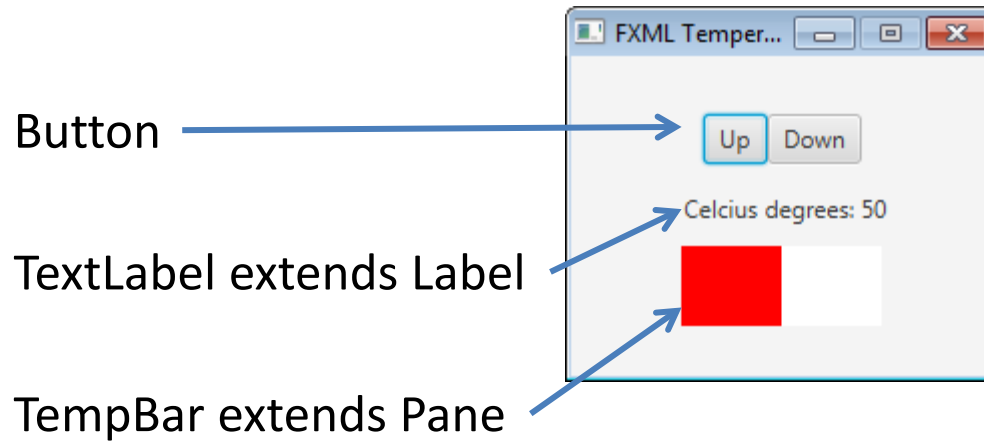 FXML Temper...
Button
Up Down
Celcius degrees: 50
TextLabel extends Label
TempBar extends Pane